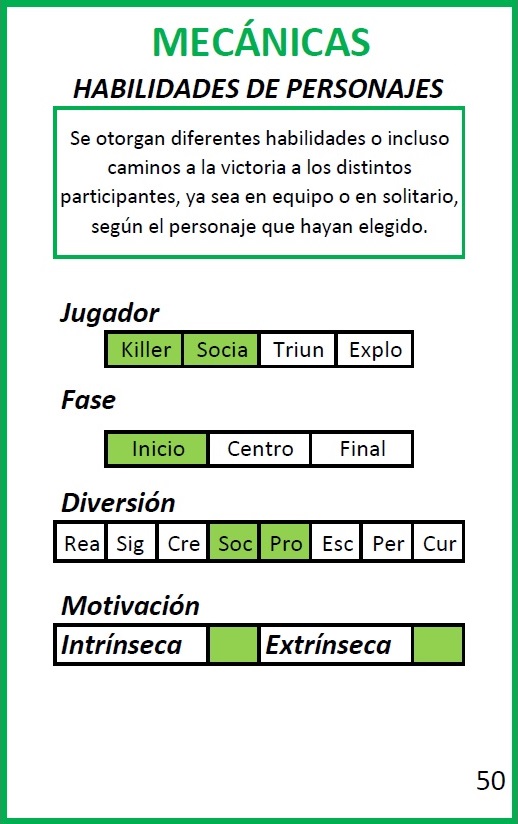 MECÁNICAS
HABILIDADES DE PERSONAJES
Se otorgan diferentes habilidades o incluso
caminos a la victoria a los distintos
participantes, ya sea en equipo o en solitario,
según el personaje que hayan elegido.
Jugador
Killer Socia Triun Explo
Fase
Inicio Centro Final
Diversión
Rea Sig Cre Soc Pro Esc Per Cur
Motivación
Intrínseca Extrínseca
50